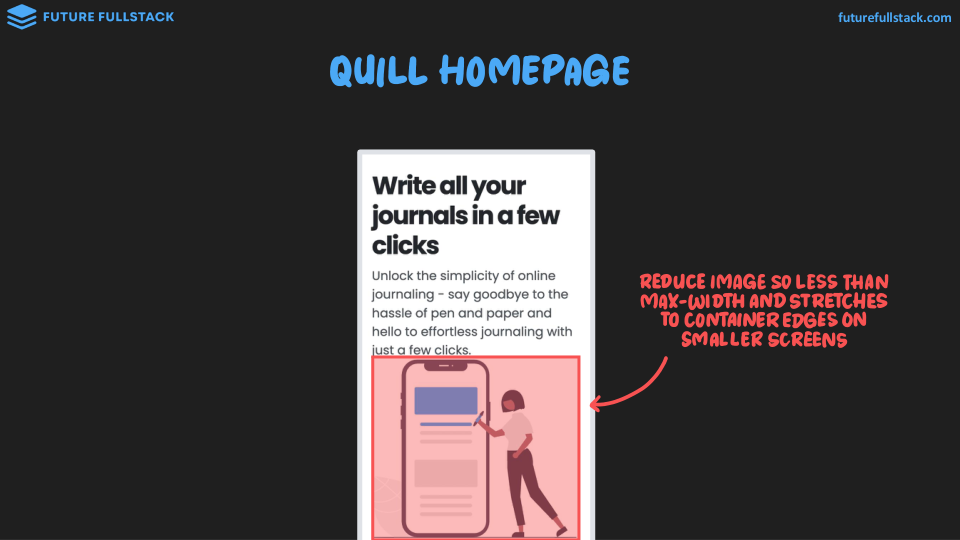 FUTURE FULLSTACK
futurefullstack.com
QUILL HOMEPAGE
Write all your
journals in a few
clicks
Unlock the simplicity of online
journaling - say goodbye to the
hassle of pen and paper and
hello to effortless journaling with
just a few clicks.
REDUCE IMAGE SO LESS THAN
MAX-WIDTH AND STRETCHES
TO CONTAINER EDGES ON
SMALLER SCREENS